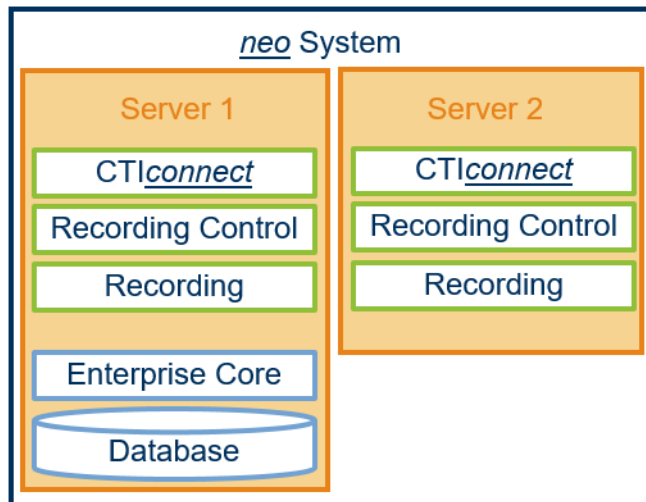 neo System
Server 1
CTIconnect
Recording Control
Recording
Enterprise Core
Database
Server 2
CTIconnect
Recording Control
Recording